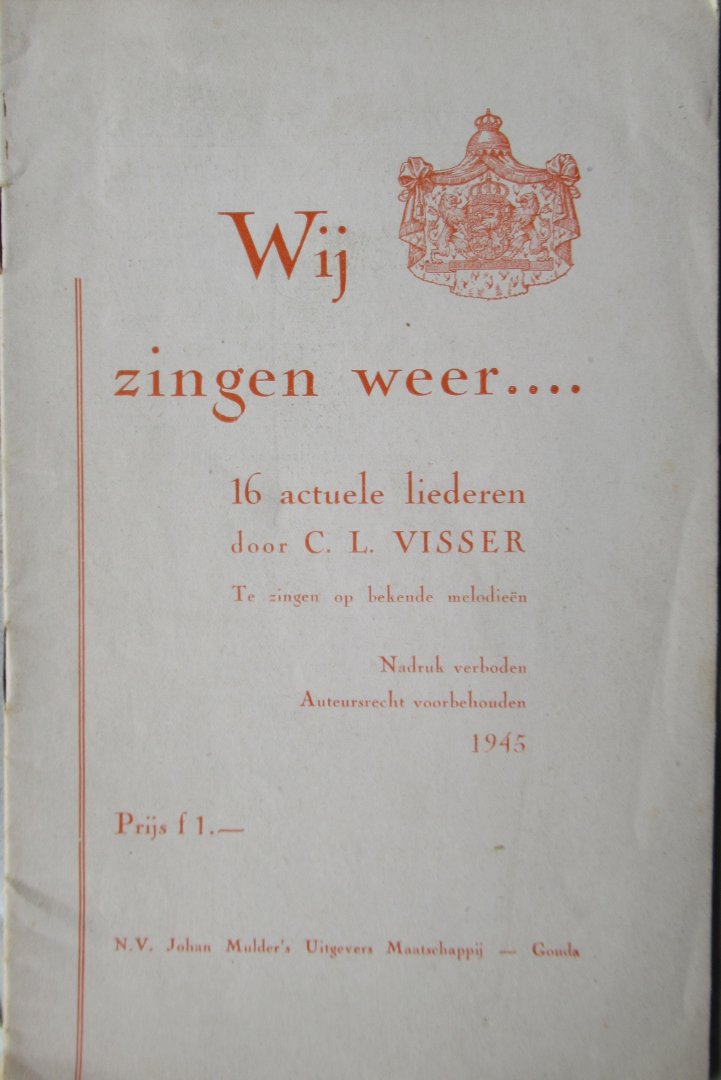 Wij
zingen weer....
16 actuele liederen
door C. L. VISSER
Te zingen op bekende melodieën
Nadruk verboden
Auteursrecht voorbehouden
1945
Prijs f 1.—
N.V. Johan Mulder's Uitgevers Maatschappij — Gouda